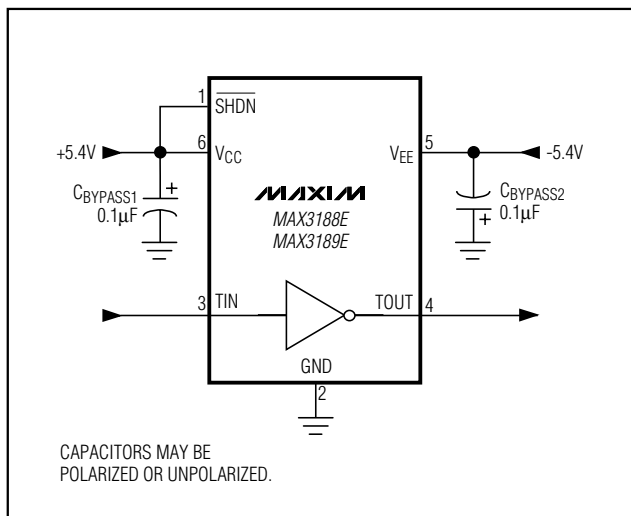 1
SHDN
+5.4V
6
VCC
5
VEE
-5.4V
CBYPASS1
0.1μF
+
MAXIM
MAX3188E
MAX3189E
CBYPASS2
0.1μF
+
3
TIN
TOUT
4
GND
2
CAPACITORS MAY BE
POLARIZED OR UNPOLARIZED.